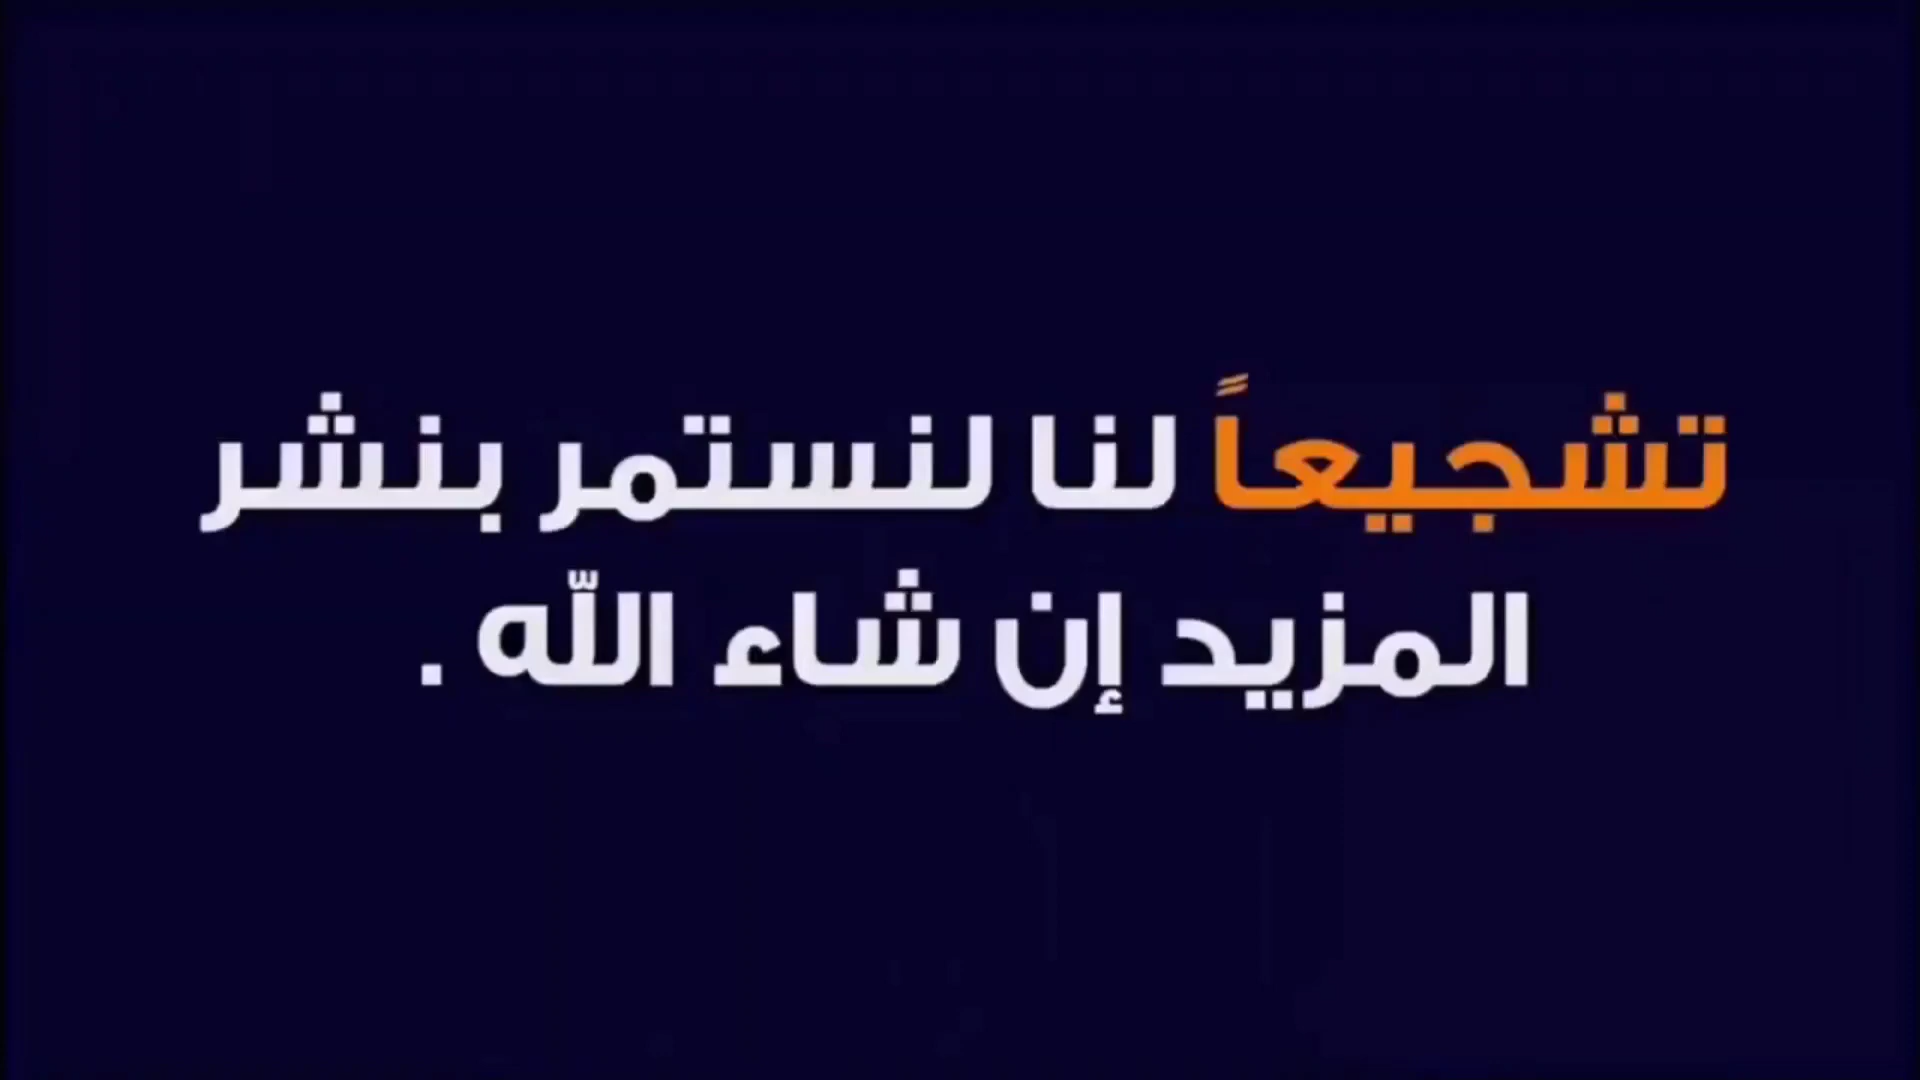 تشجيعاً لنا لنستمر بنشر
المزيد إن شاء اللّه .